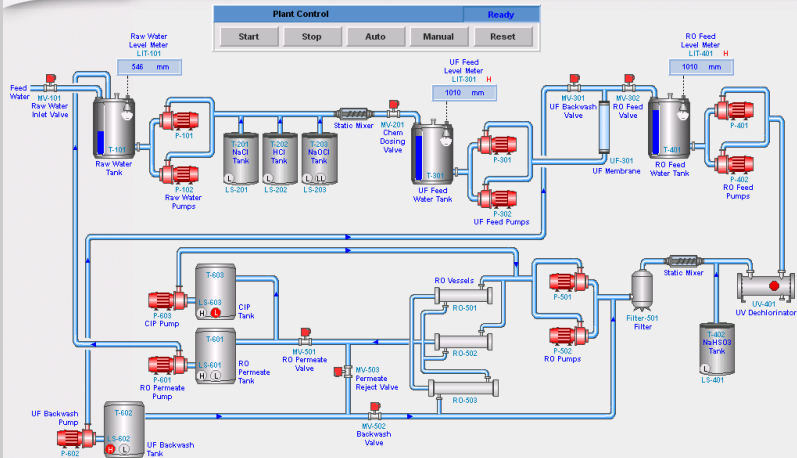 Plant Control
Ready
Start
Stop
Auto
Manual
Reset
Raw Water
Level Meter
LIT-101
546 mm
UF Feed
Level Meter
LIT-301 H
1010 mm
RO Feed
Level Meter
LIT-401 H
1010 mm
Feed
Water
MV-101
Raw Water
Inlet Valve
T-101
Raw Water
Tank
P-101
P-102
Raw Water
Pumps
T-201
NaCl
Tank
L
LS-201
T-202
HCl
Tank
L
LS-202
T-203
NaOCl
Tank
L
LL
LS-203
Static Mixer
MV-201
Chem
Dosing
Valve
T-301
UF Feed
Water Tank
P-301
P-302
UF Feed Pumps
MV-301
UF Backwash
Valve
MV-302
RO Feed
Valve
UF-301
UF Membrane
T-401
RO Feed
Water Tank
P-401
P-402
RO Feed
Pumps
T-603
LS-603
H
L
CIP
Tank
P-603
CIP Pump
T-601
LS-601
H
L
RO
Permeate
Tank
P-601
RO Permeate
Pump
T-602
LS-602
H
L
UF Backwash
Tank
UF Backwash
Pump
P-602
MV-501
RO Permeate
Valve
MV-503
Permeate
Reject Valve
MV-502
Backwash
Valve
RO Vessels
RO-501
RO-502
RO-503
P-501
P-502
RO Pumps
Filter-501
Filter
Static Mixer
T-402
NaHSO3
Tank
L
LS-401
UV-401
UV Dechlorinator